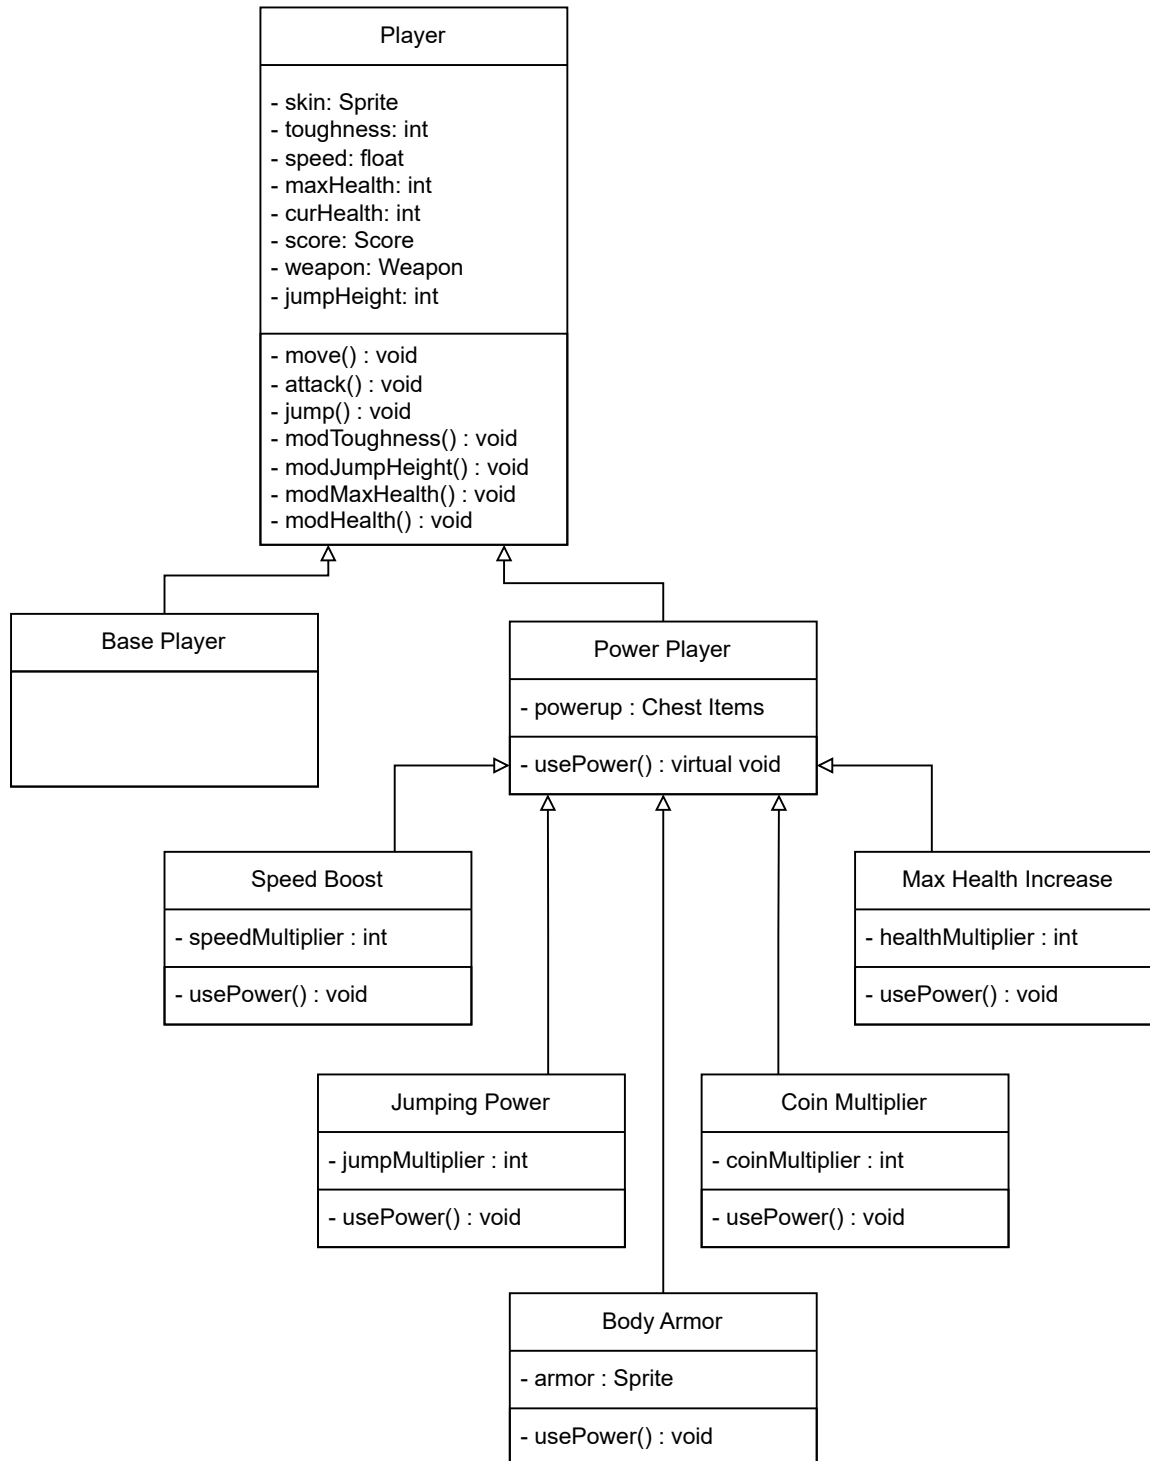 Player
- skin: Sprite
- toughness: int
- speed: float
- maxHealth: int
- curHealth: int
- score: Score
- weapon: Weapon
- jumpHeight: int
- move() : void
- attack() : void
- jump() : void
- modToughness() : void
- modJumpHeight() : void
- modMaxHealth() : void
- modHealth() : void
Base Player
Power Player
- powerup : Chest Items
- usePower() : virtual void
Speed Boost
- speedMultiplier : int
- usePower() : void
Max Health Increase
- healthMultiplier : int
- usePower() : void
Jumping Power
- jumpMultiplier : int
- usePower() : void
Coin Multiplier
- coinMultiplier : int
- usePower() : void
Body Armor
- armor : Sprite
- usePower() : void